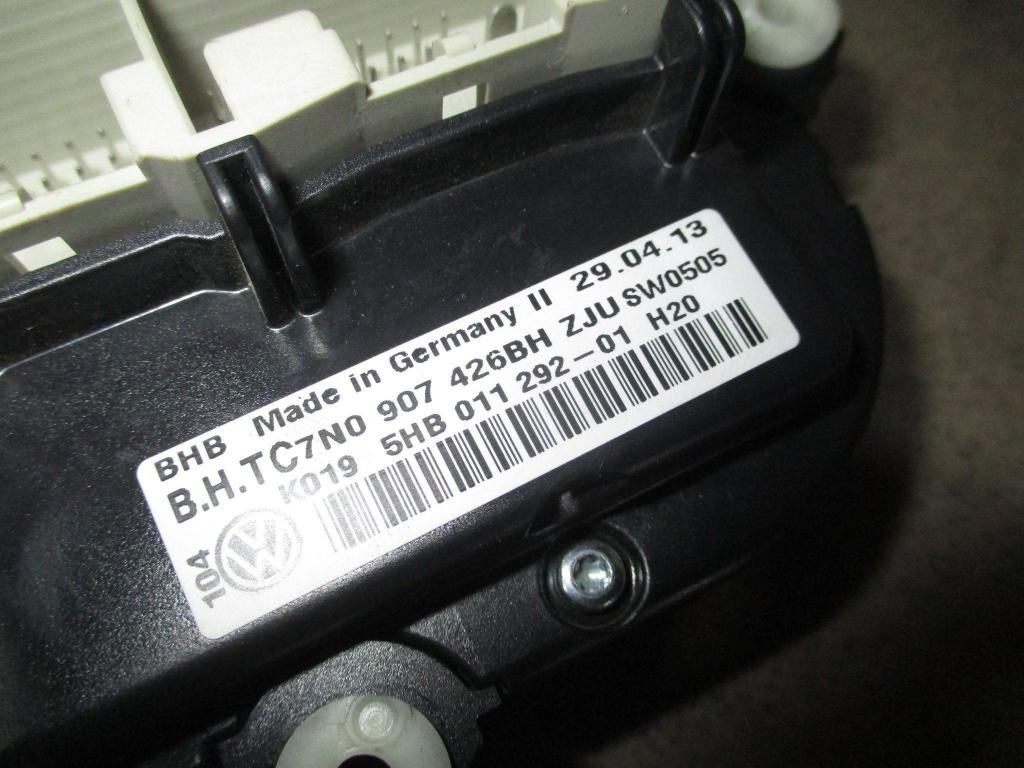 BHB Made in Germany II 29.04.13
B.H.TC7N0 907 426BH ZJU SW0505
K019 5HB 011 292-01 H20
104